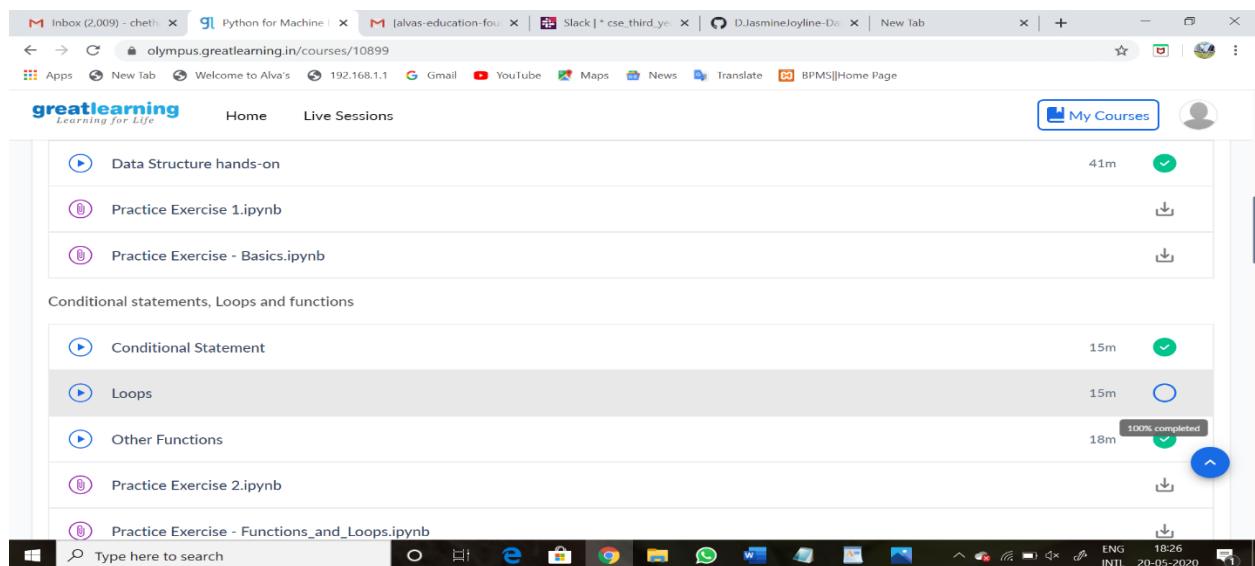 Inbox (2,009) - cheth Python for Machine [alvas-education-fou Slack | * cse_third_ye D.JasmineJoyline-Da New Tab
olympus.greatlearning.in/courses/10899
Apps New Tab Welcome to Alva's 192.168.1.1 Gmail YouTube Maps News Translate BPMS||Home Page
greatlearning
Learning for Life
Home Live Sessions My Courses
Data Structure hands-on 41m
Practice Exercise 1.ipynb
Practice Exercise - Basics.ipynb
Conditional statements, Loops and functions
Conditional Statement 15m
Loops 15m
100% completed
Other Functions 18m
Practice Exercise 2.ipynb
Practice Exercise - Functions_and_Loops.ipynb
Type here to search ENG 18:26
INTL 20-05-2020